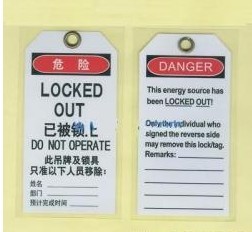 危 险
LOCKED
OUT
已被锁上
DO NOT OPERATE
此吊牌及锁具
只准以下人员移除:
姓名
部门
预计完成时间
DANGER
This energy source has
been LOCKED OUT!
Only the individual who
signed the reverse side
may remove this lock/tag.
Remarks: